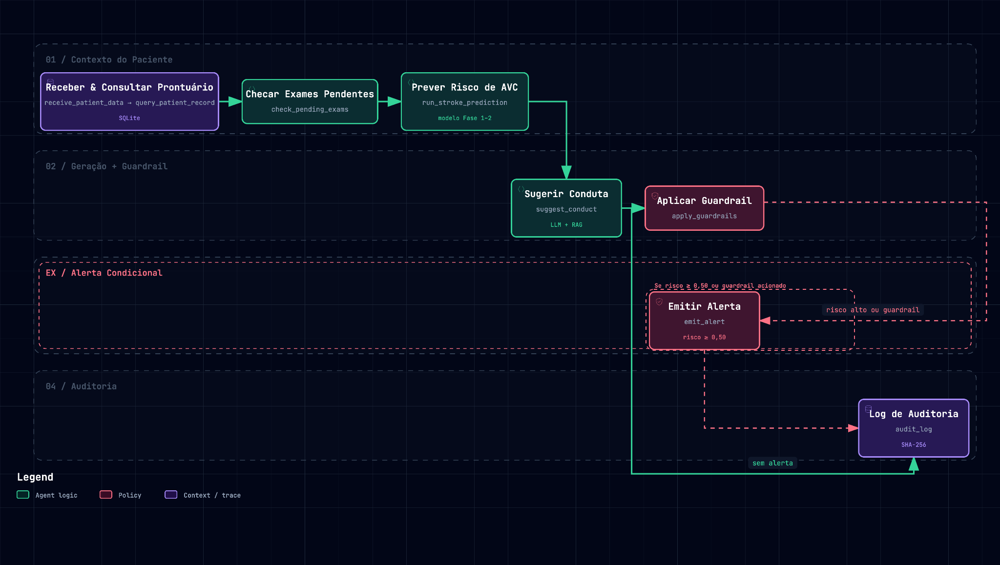 01 / Contexto do Paciente
Receber & Consultar Prontuário
receive_patient_data → query_patient_record
SQLite
Checar Exames Pendentes
check_pending_exams
Prever Risco de AVC
run_stroke_prediction
modelo Fase 1-2
02 / Geração + Guardrail
Sugerir Conduta
suggest_conduct
LLM + RAG
Aplicar Guardrail
apply_guardrails
EX / Alerta Condicional
Se risco ≥ 0,50 ou guardrail acionado
Emitir Alerta
emit_alert
risco ≥ 0,50
risco alto ou guardrail
04 / Auditoria
Log de Auditoria
audit_log
SHA-256
sem alerta
Legend
Agent logic
Policy
Context / trace